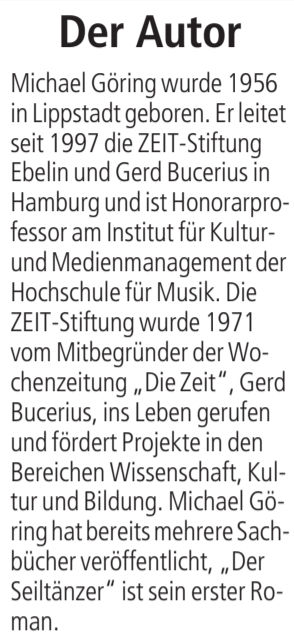 Der Autor
Michael Göring wurde 1956
in Lippstadt geboren. Er leitet
seit 1997 die ZEIT-Stiftung
Ebelin und Gerd Bucerius in
Hamburg und ist Honorarpro-
fessor am Institut für Kultur-
und Medienmanagement der
Hochschule für Musik. Die
ZEIT-Stiftung wurde 1971
vom Mitbegründer der Wo-
chenzeitung „Die Zeit“, Gerd
Bucerius, ins Leben gerufen
und fördert Projekte in den
Bereichen Wissenschaft, Kul-
tur und Bildung. Michael Gö-
ring hat bereits mehrere Sach-
bücher veröffentlicht, „Der
Seiltänzer“ ist sein erster Ro-
man.